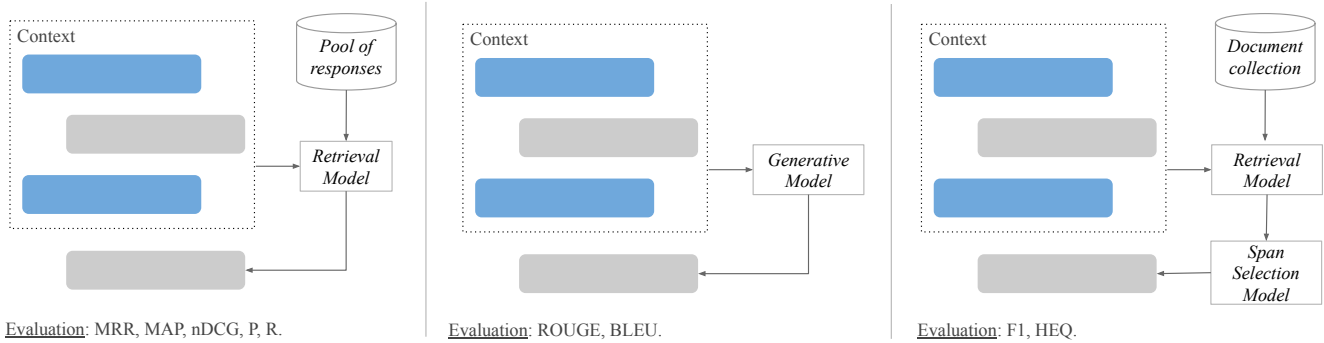 Context
Pool of
responses
Retrieval
Model
Evaluation: MRR, MAP, nDCG, P, R.
Context
Generative
Model
Evaluation: ROUGE, BLEU.
Context
Document
collection
Retrieval
Model
Span
Selection
Model
Evaluation: F1, HEQ.